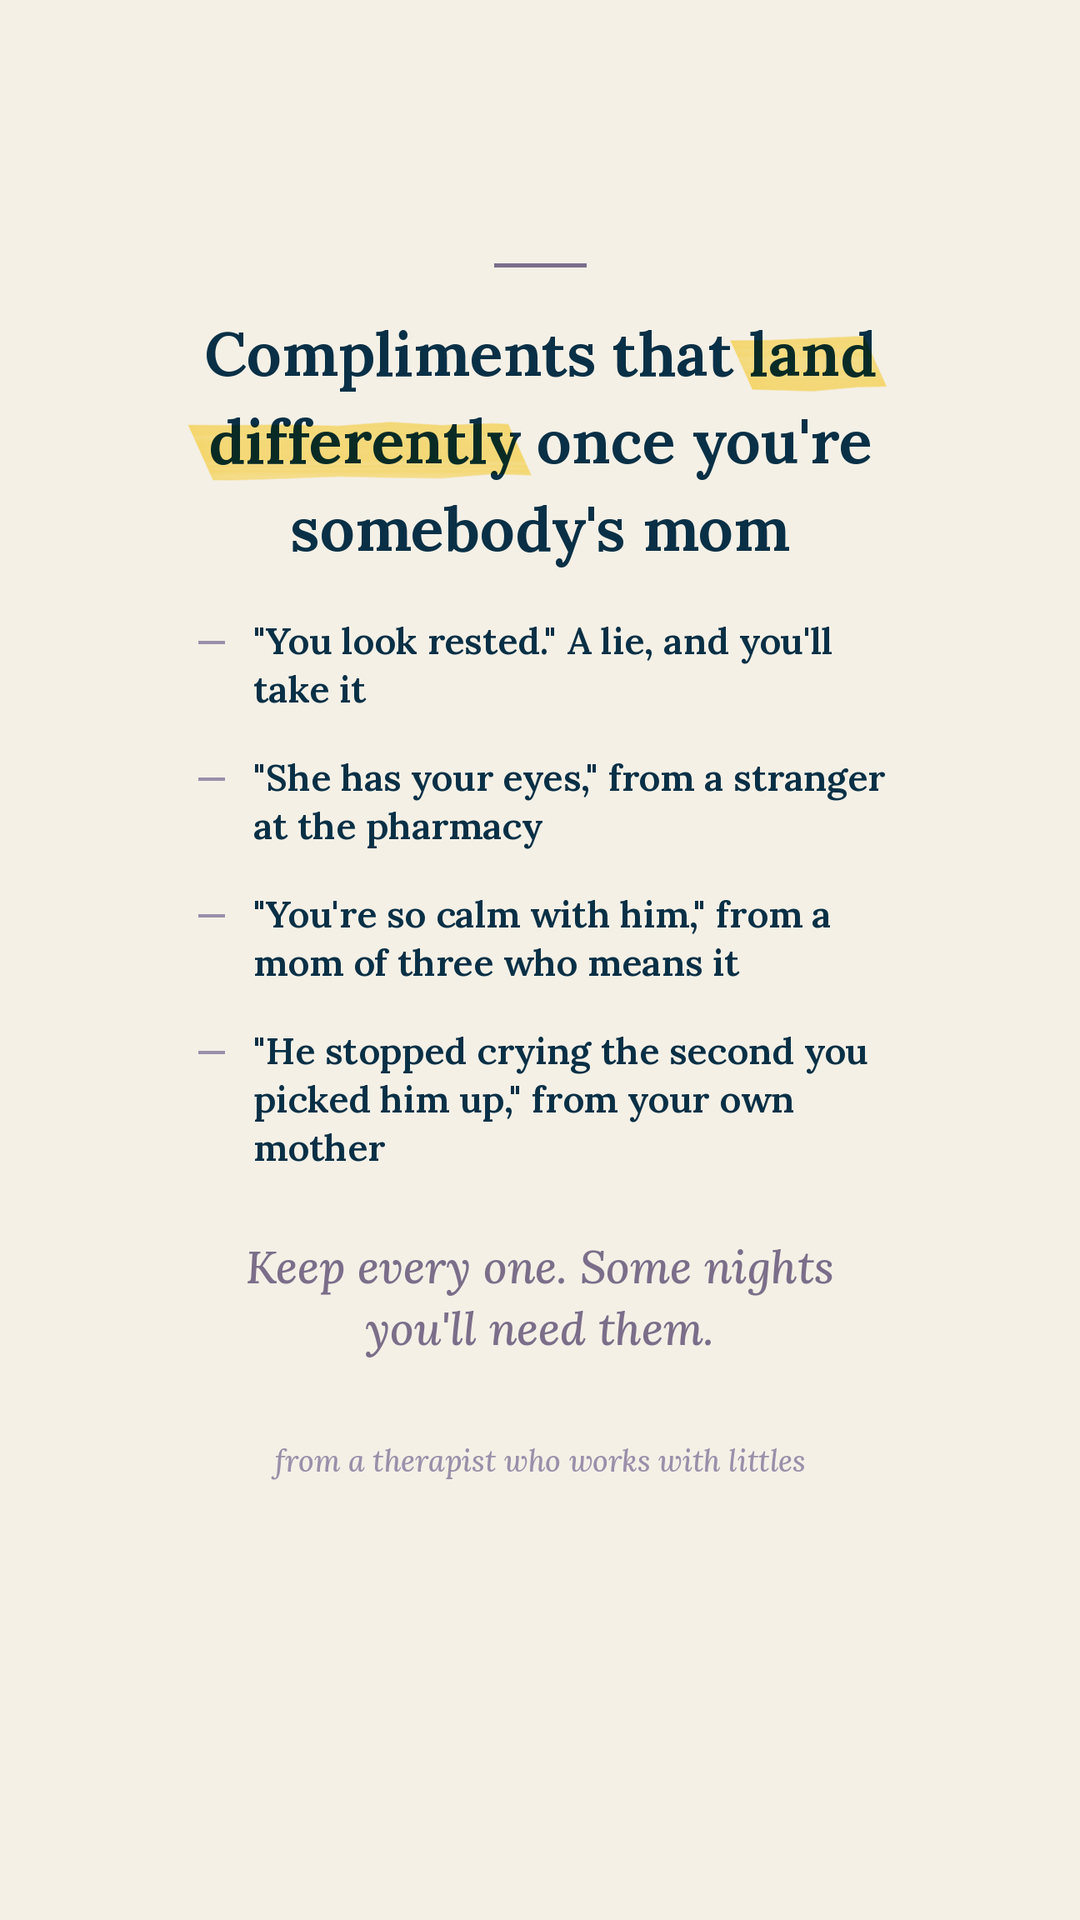 Compliments that land
differently once you're
somebody's mom
— "You look rested." A lie, and you'll
take it
— "She has your eyes," from a stranger
at the pharmacy
— "You're so calm with him," from a
mom of three who means it
— "He stopped crying the second you
picked him up," from your own
mother
Keep every one. Some nights
you'll need them.
from a therapist who works with littles